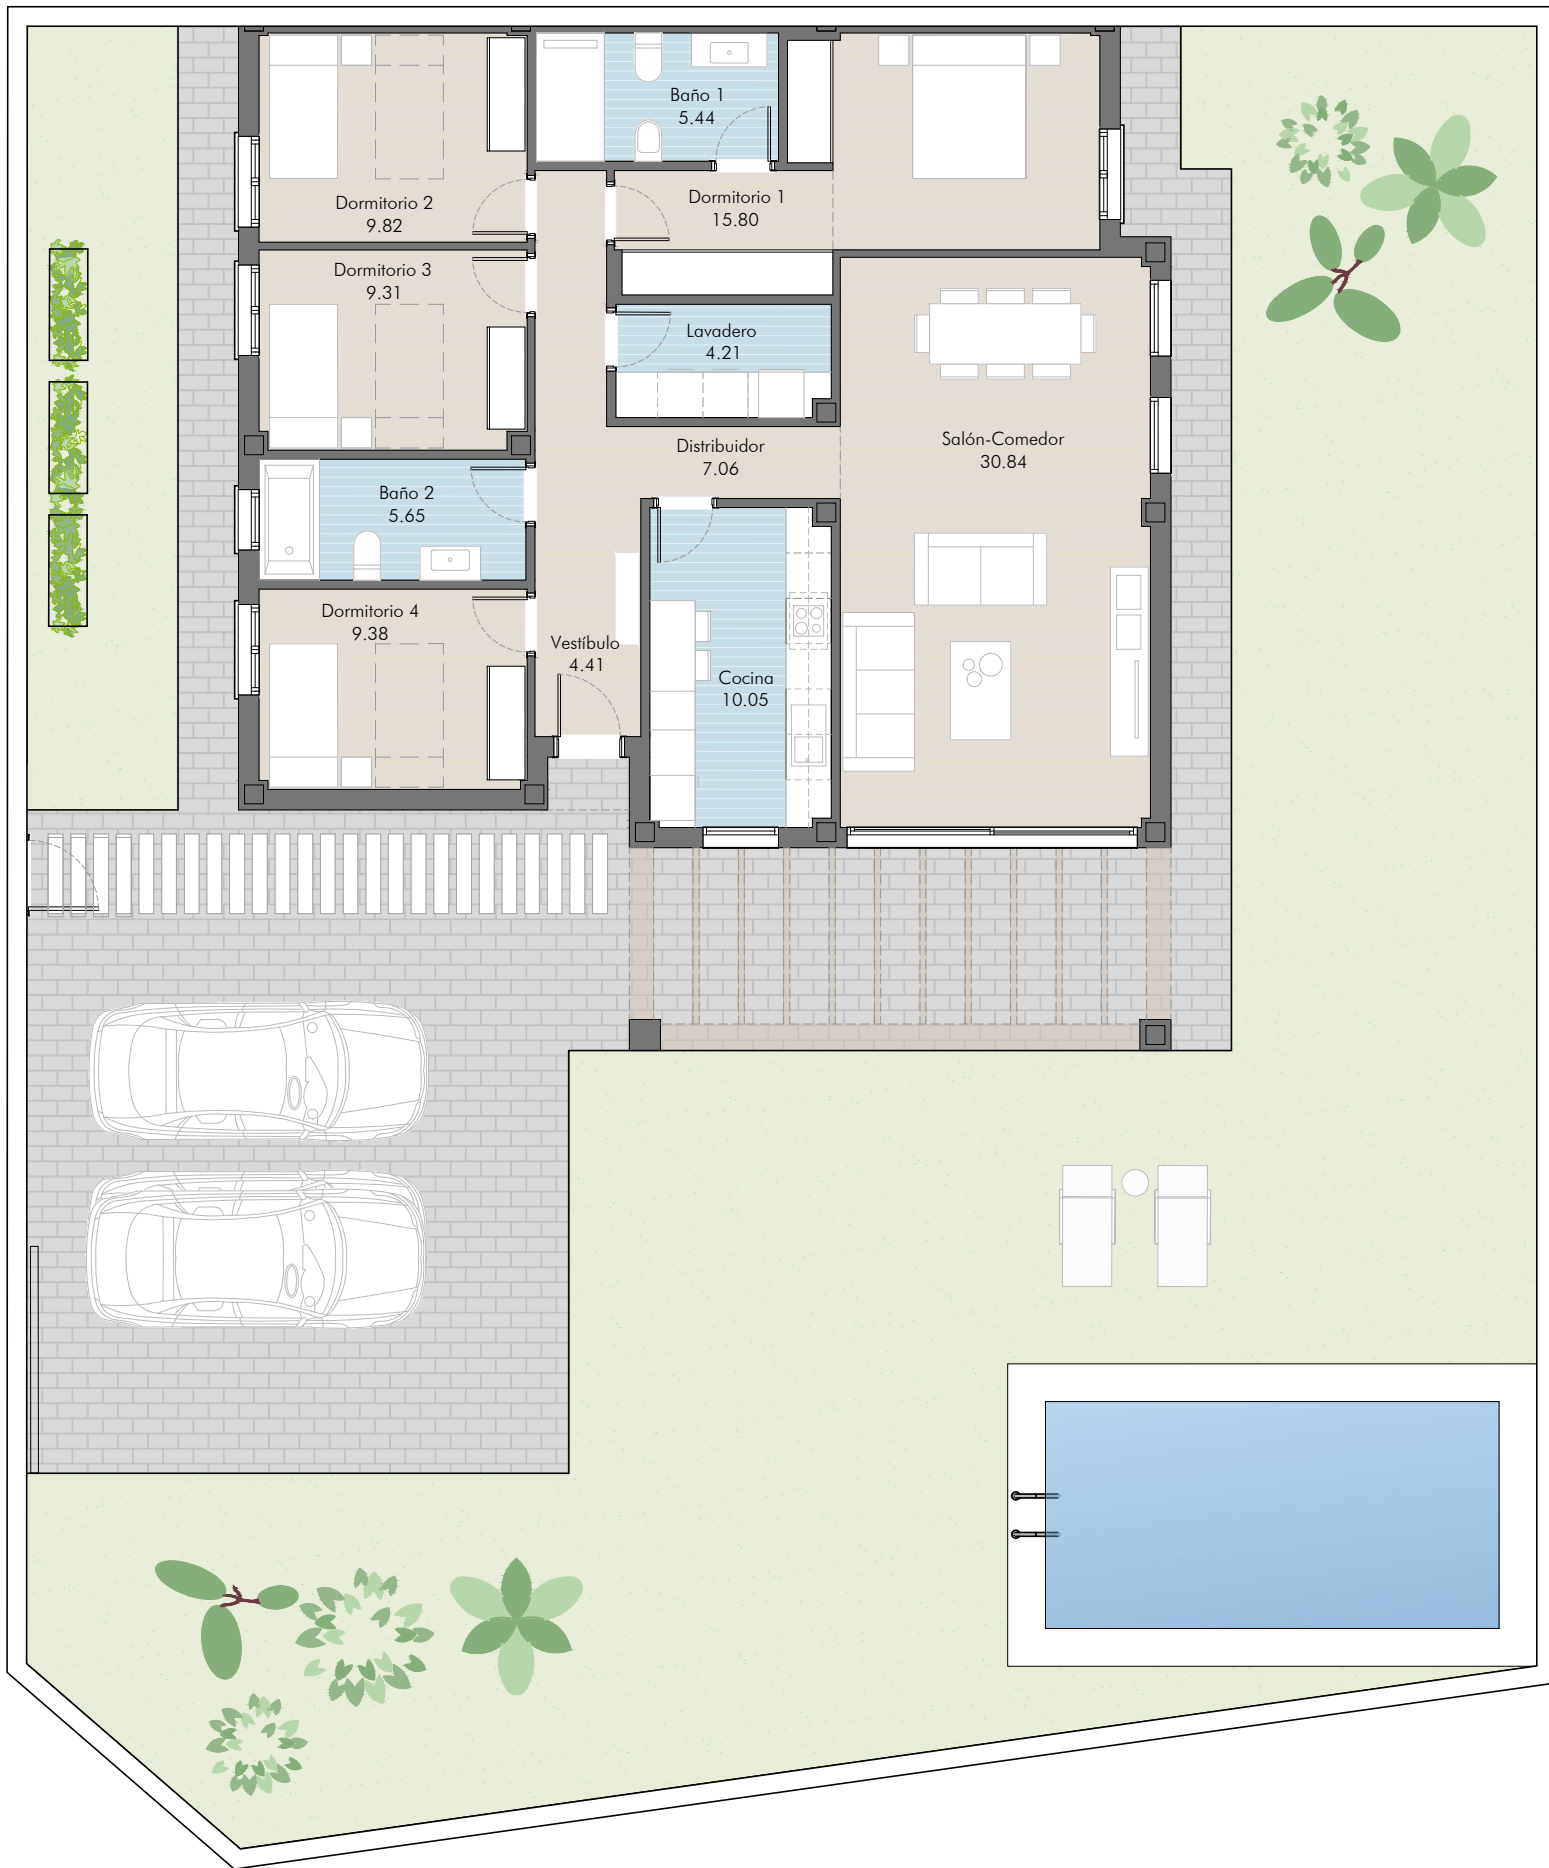 Baño 1
5.44
Dormitorio 2
9.82
Dormitorio 1
15.80
Dormitorio 3
9.31
Lavadero
4.21
Distribuidor
7.06
Salón-Comedor
30.84
Baño 2
5.65
Dormitorio 4
9.38
Vestíbulo
4.41
Cocina
10.05